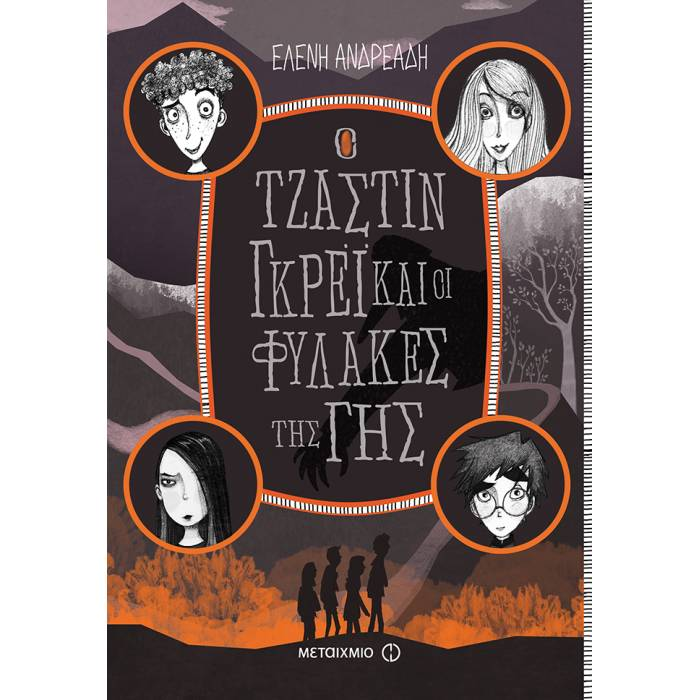 ΕΛΕΝΗ ΑΝΔΡΕΑΔΗ
Ο
ΤΖΑΣΤΙΝ
ΓΚΡΕΪ ΚΑΙ ΟΙ
ΦΥΛΑΚΕΣ
ΤΗΣ ΓΗΣ
ΜΕΤΑΙΧΜΙΟ